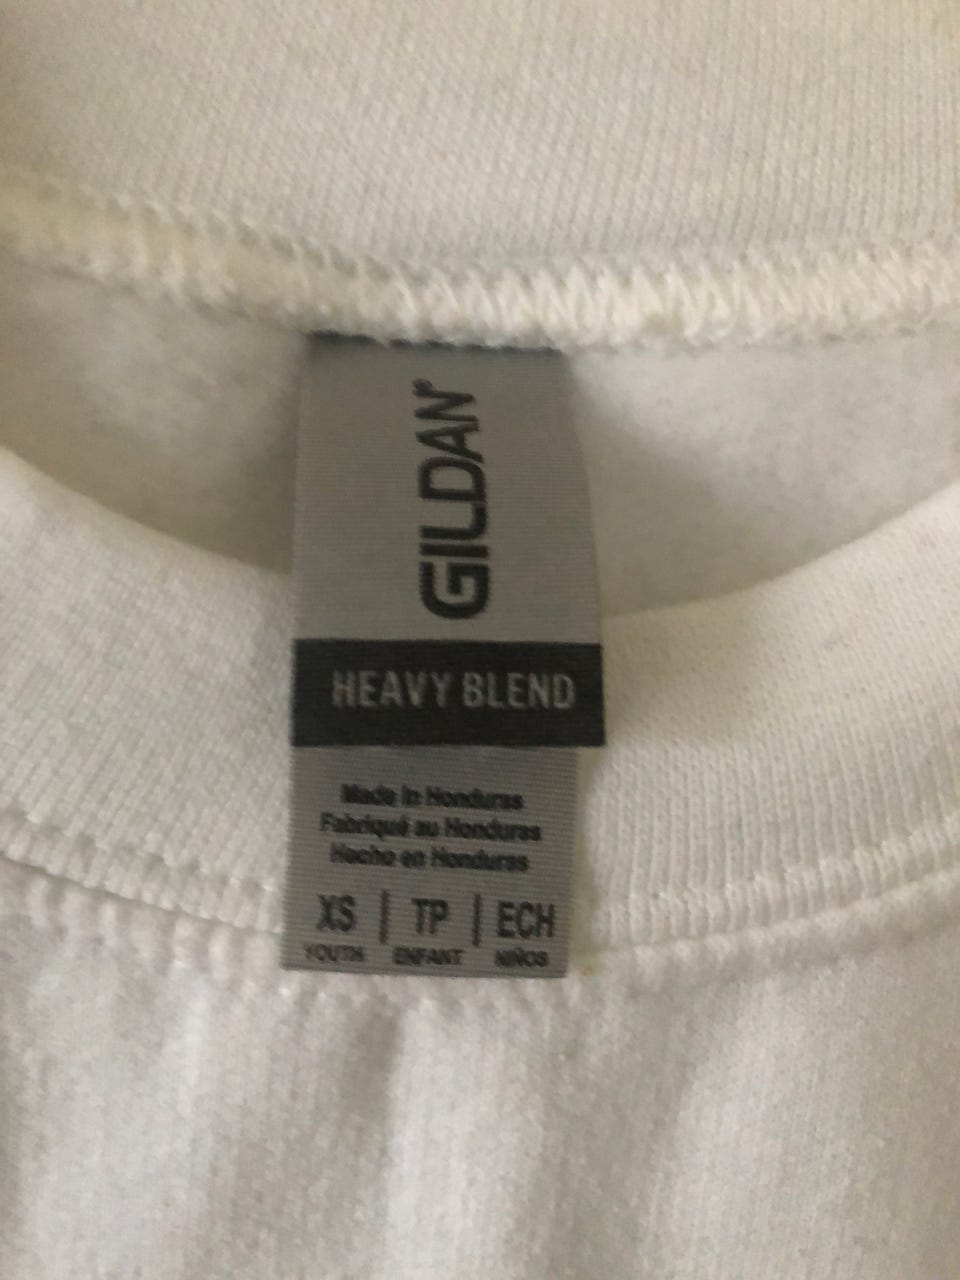 GILDAN®
HEAVY BLEND
Made in Honduras
Fabriqué au Honduras
Hecho en Honduras
XS | TP | ECH
YOUTH ENFANT NIÑOS